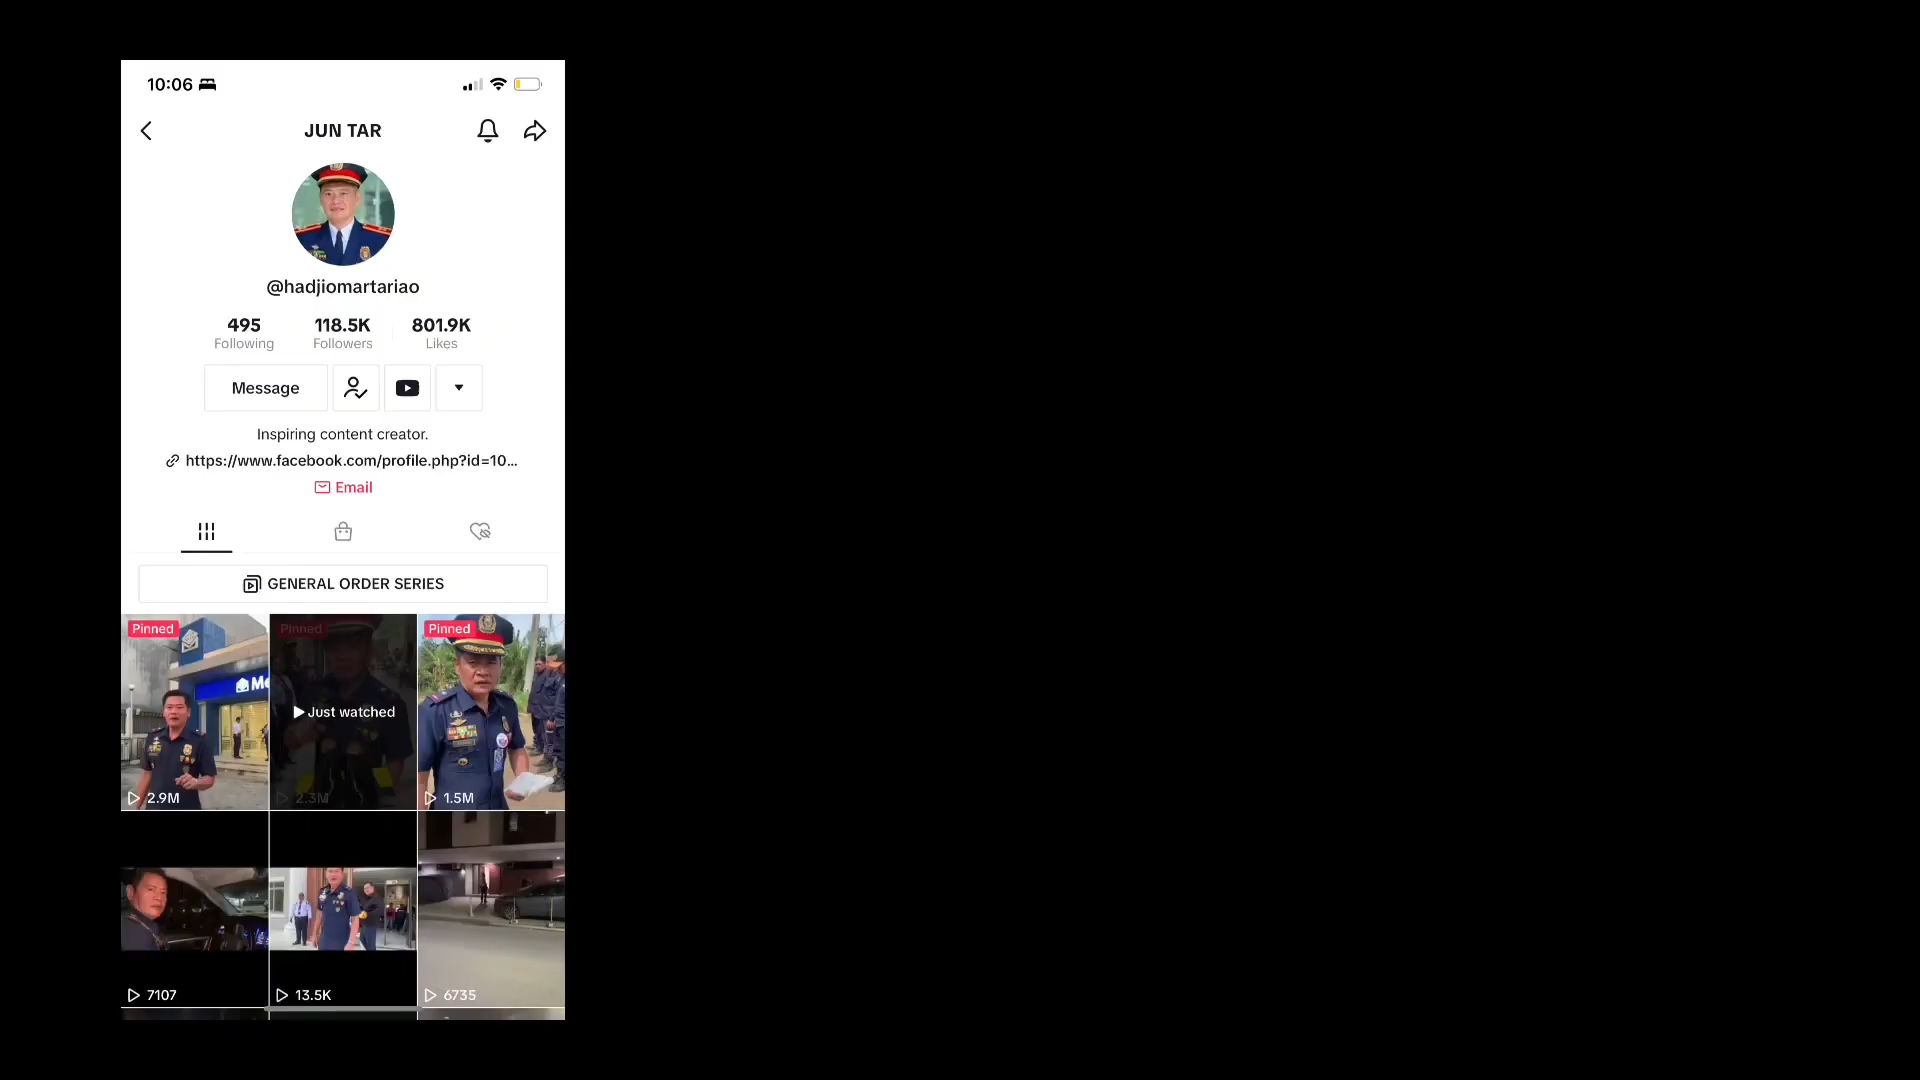 10:06
JUN TAR
@hadjiomartariao
495 118.5K 801.9K
Following Followers Likes
Message
Inspiring content creator.
https://www.facebook.com/profile.php?id=10...
Email
GENERAL ORDER SERIES
Pinned Pinned Pinned
Me
Just watched
2.9M 2.3M 1.5M
7107 13.5K 6735